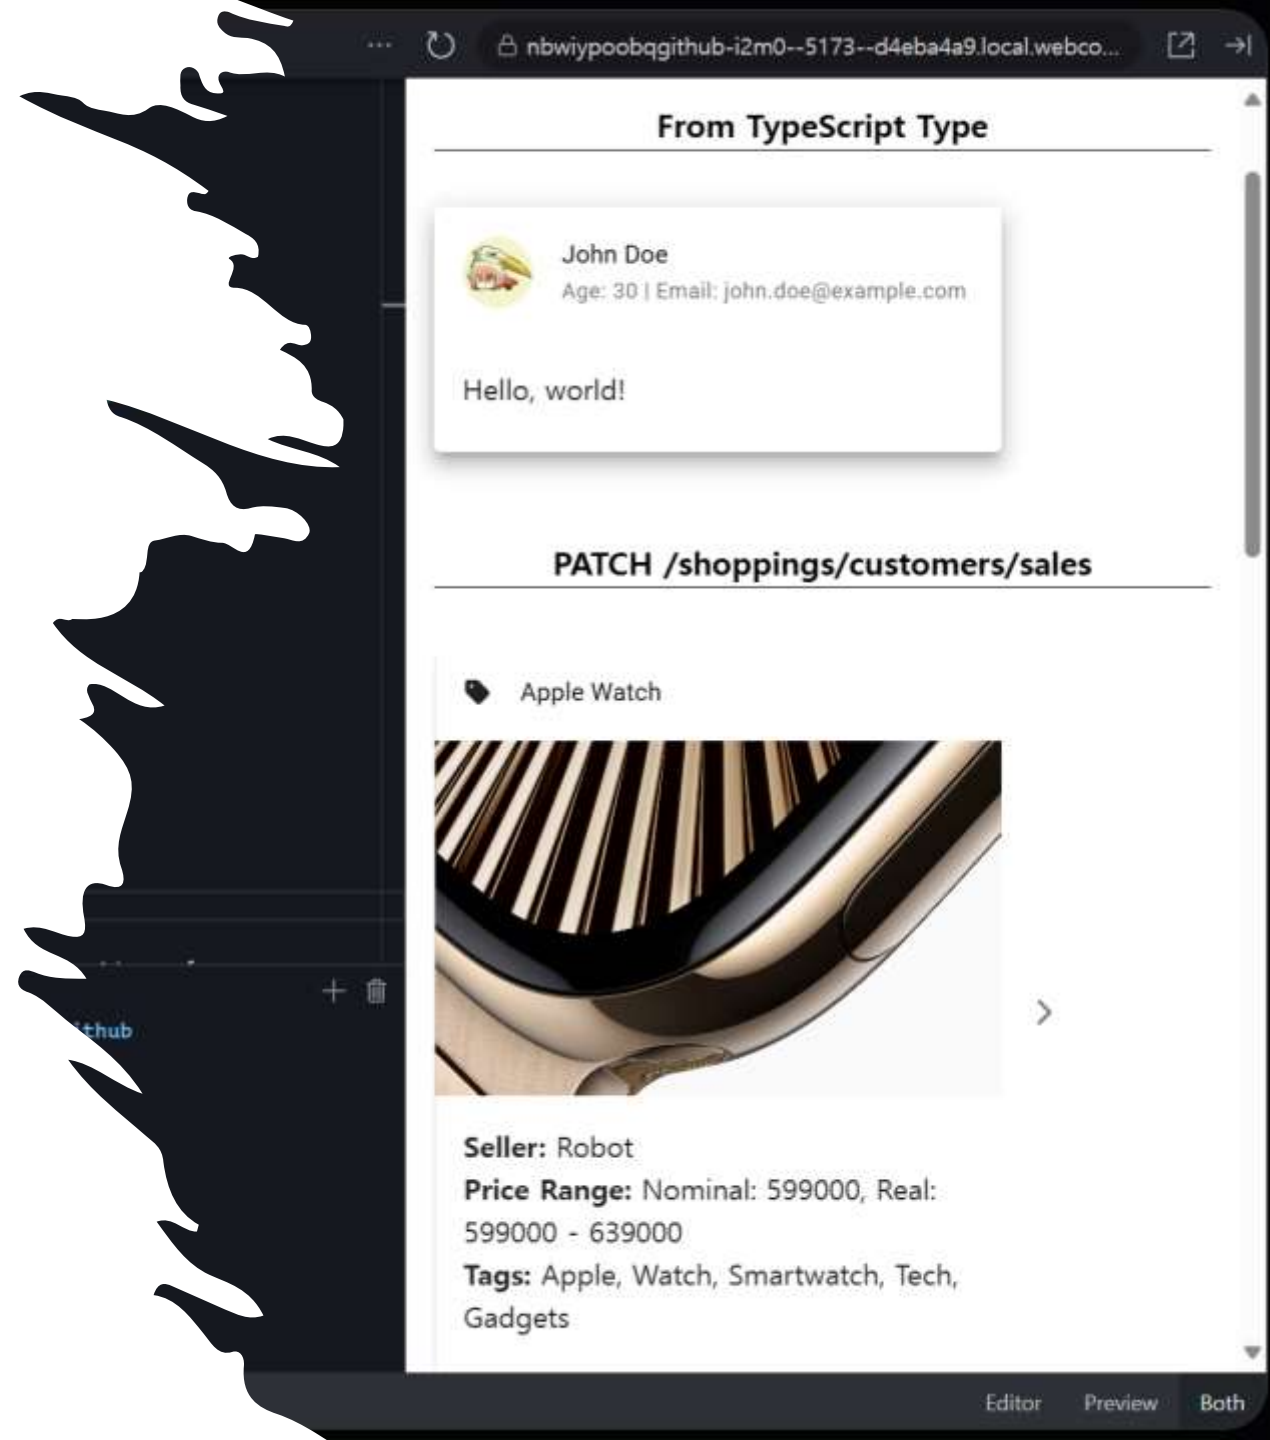 nbwiypoobqgithub-i2m0--5173--d4eba4a9.local.webco...
From TypeScript Type
John Doe
Age: 30 | Email: john.doe@example.com
Hello, world!
PATCH /shoppings/customers/sales
Apple Watch
Seller: Robot
Price Range: Nominal: 599000, Real:
599000 - 639000
Tags: Apple, Watch, Smartwatch, Tech,
Gadgets
Editor
Preview
Both